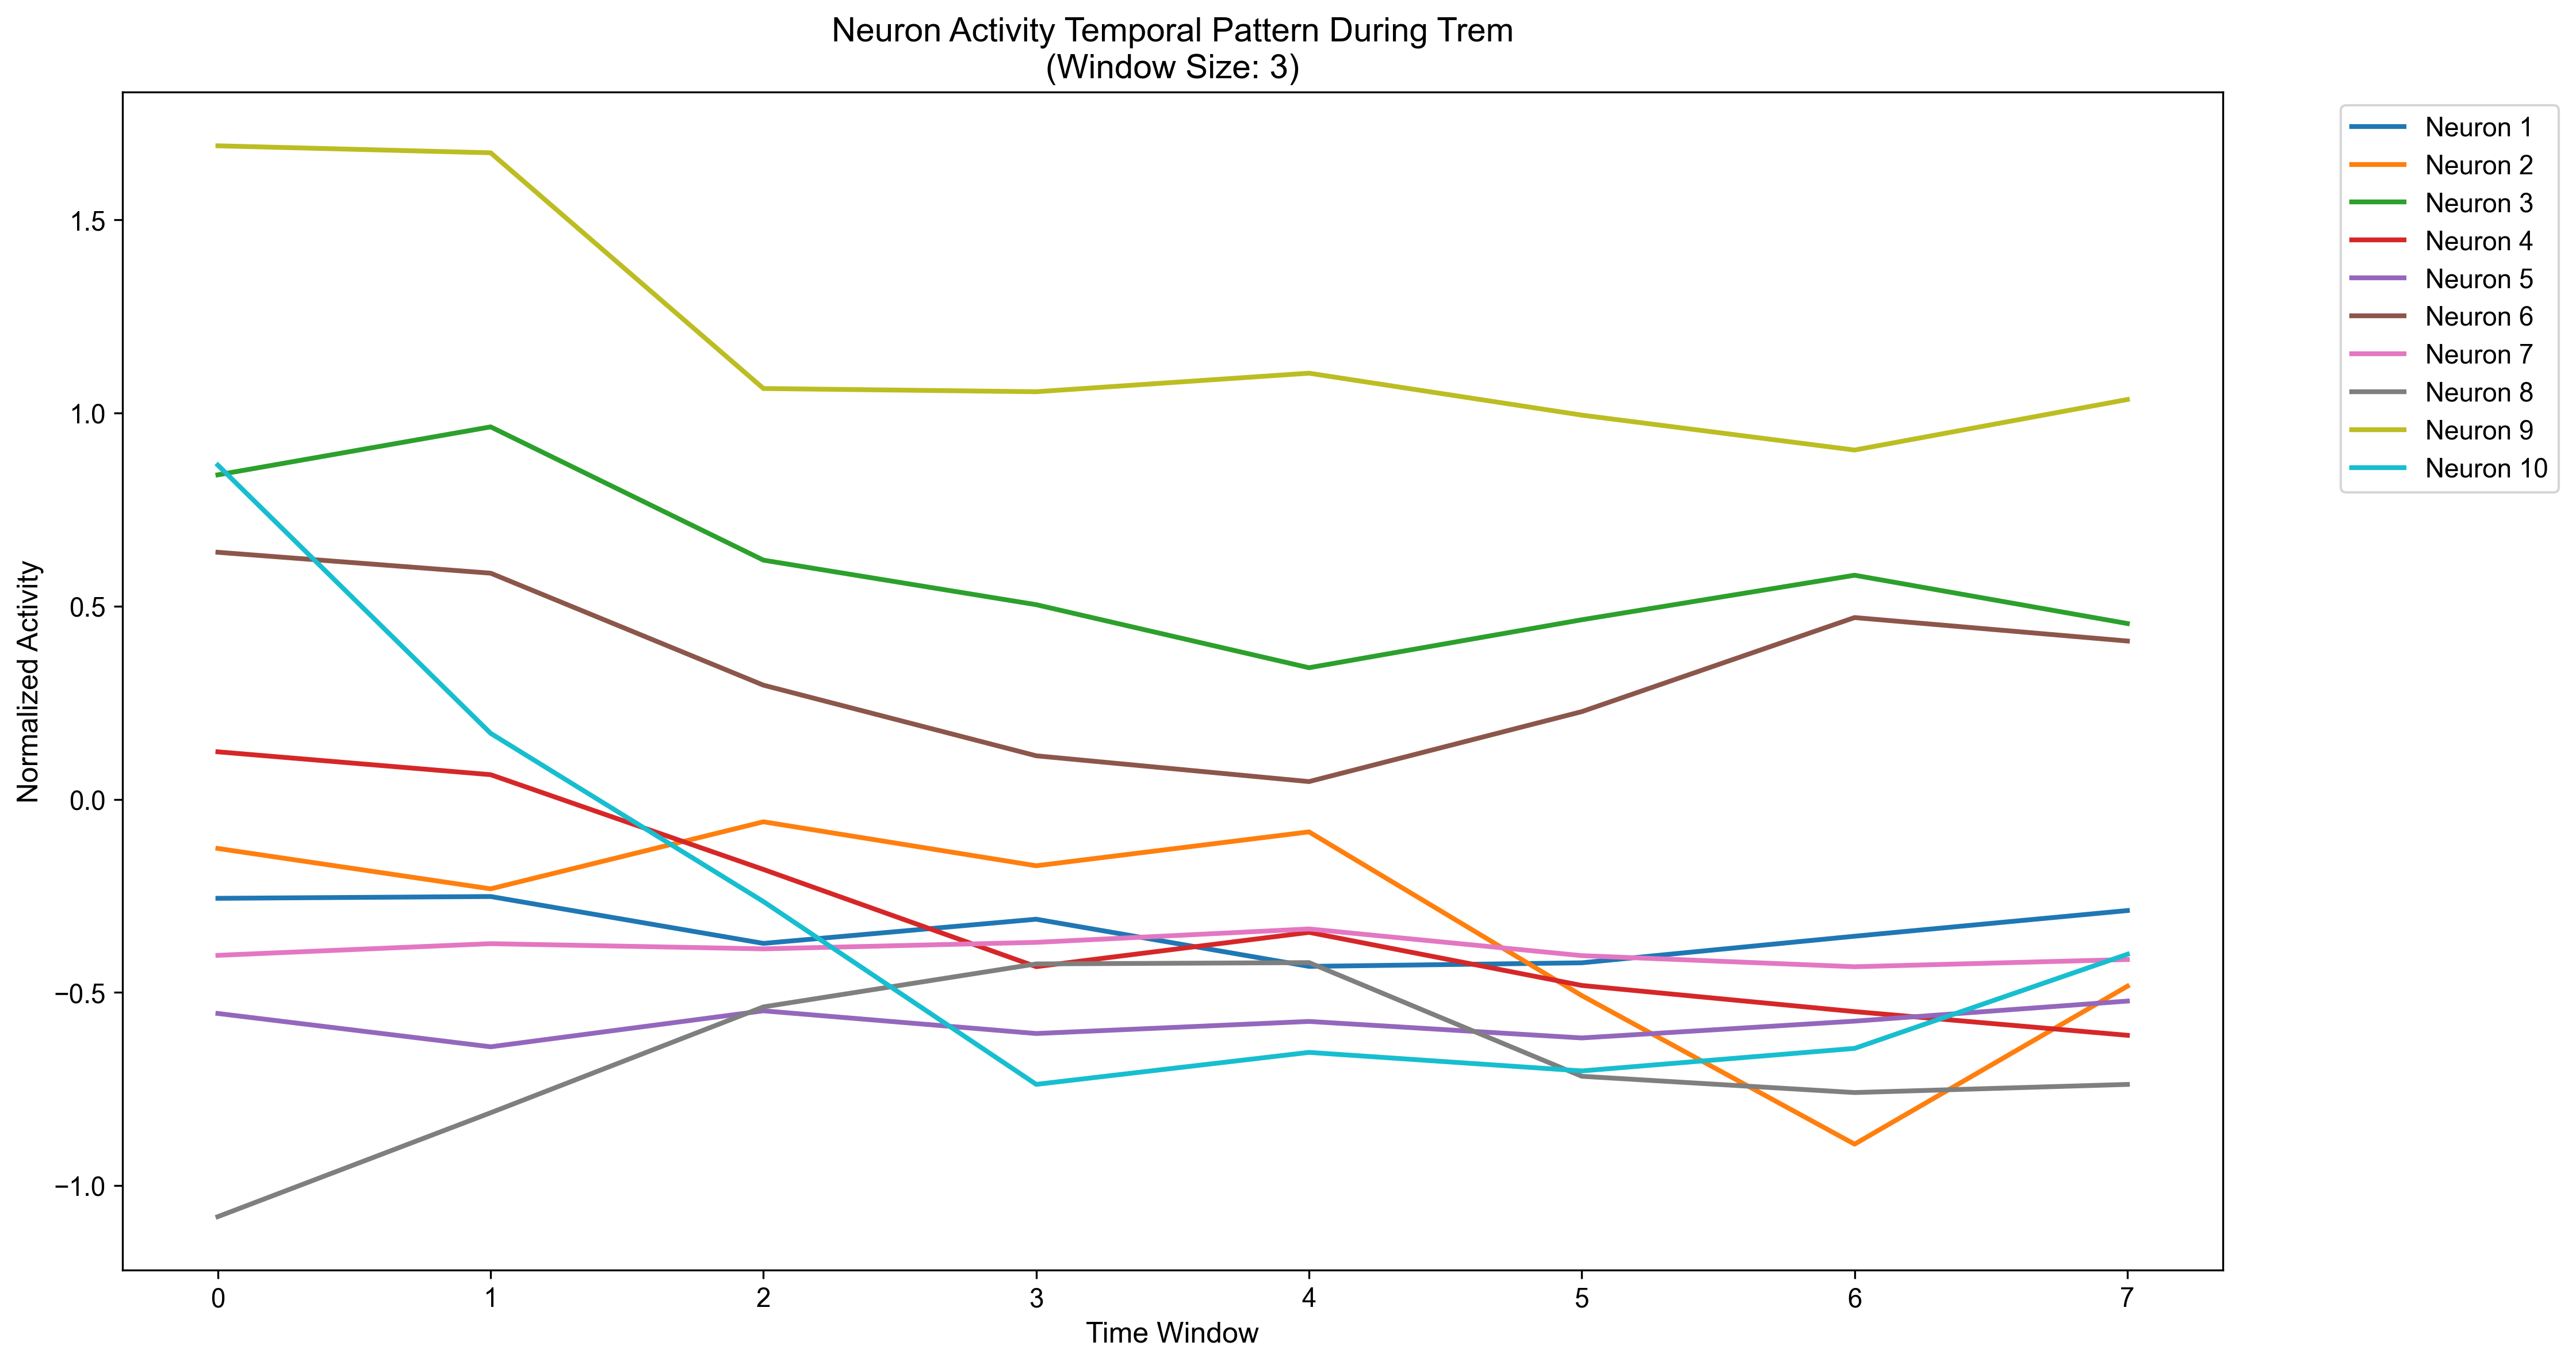 Neuron Activity Temporal Pattern During Trem
(Window Size: 3)
Neuron 1
Neuron 2
Neuron 3
Neuron 4
Neuron 5
Neuron 6
Neuron 7
Neuron 8
Neuron 9
Neuron 10
Normalized Activity
1.5
1.0
0.5
0.0
−0.5
−1.0
0 1 2 3 4 5 6 7
Time Window